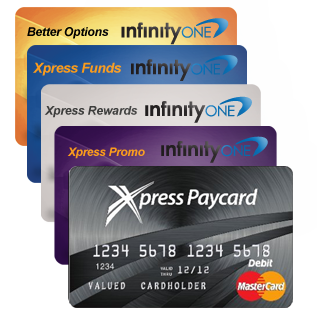 Better Options infinityONE
Xpress Funds infinityONE
Xpress Rewards infinityONE
Xpress Promo infinityONE
Xpress Paycard
1234 5678 1234 5678
Debit
1234 VALID THRU 12/12
VALUED CARDHOLDER
MasterCard